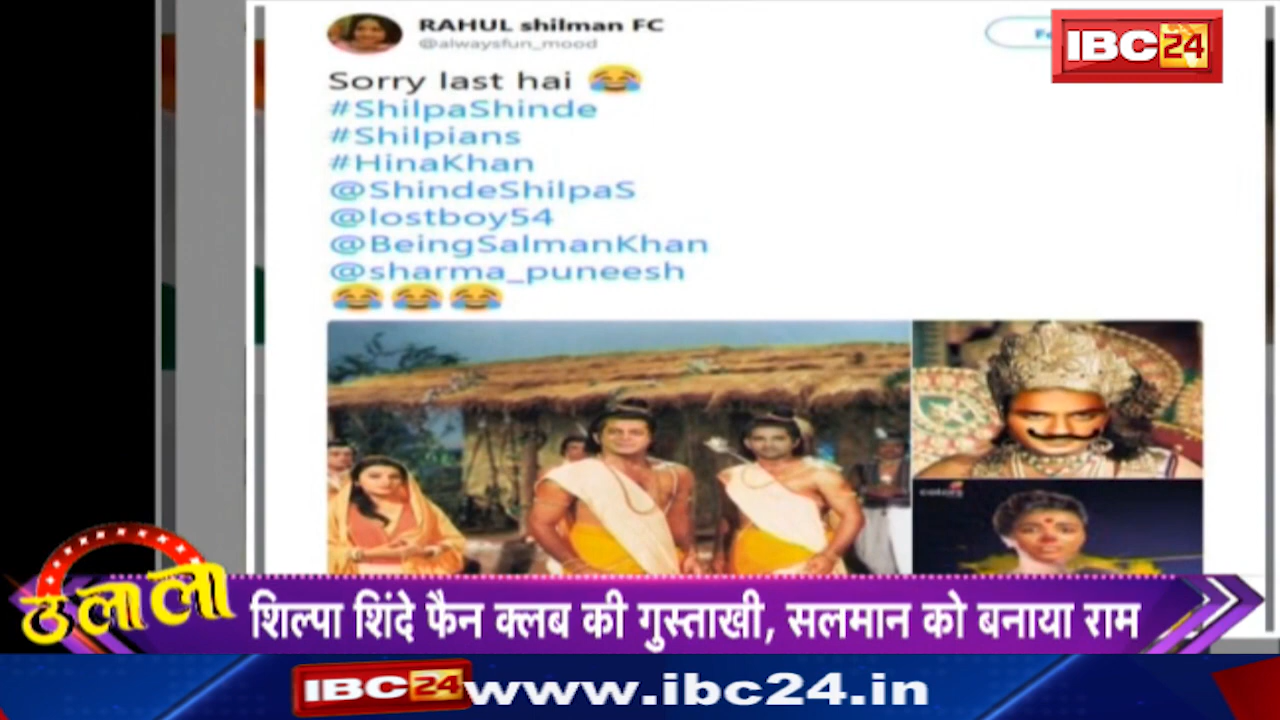 RAHUL shilman FC
@alwaysfun_mood
IBC24
Sorry last hai 😂
#ShilpaShinde
#Shilpians
#HinaKhan
@ShindeShilpaS
@lostboy54
@BeingSalmanKhan
@sharma_puneesh
😂😂😂
colors
उलाला
शिल्पा शिंदे फैन क्लब की गुस्ताखी, सलमान को बनाया राम
IBC24 www.ibc24.in